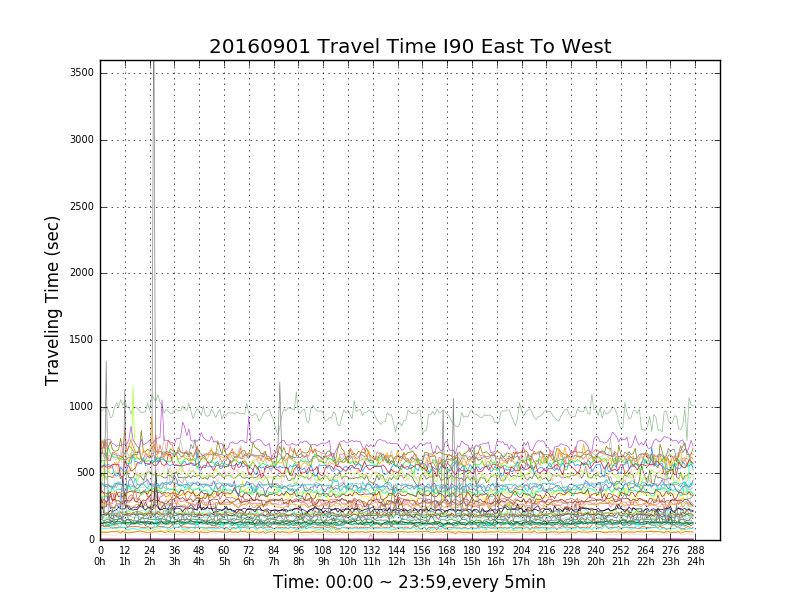 20160901 Travel Time I90 East To West
3500
3000
2500
2000
1500
1000
500
0
Traveling Time (sec)
0 12 24 36 48 60 72 84 96 108 120 132 144 156 168 180 192 204 216 228 240 252 264 276 288
0h 1h 2h 3h 4h 5h 6h 7h 8h 9h 10h 11h 12h 13h 14h 15h 16h 17h 18h 19h 20h 21h 22h 23h 24h
Time: 00:00 ~ 23:59,every 5min